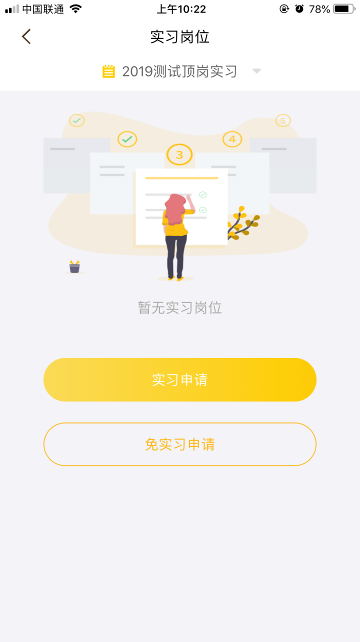 中国联通 上午10:22 78%
实习岗位
2019测试顶岗实习
5
4
3
暂无实习岗位
实习申请
免实习申请